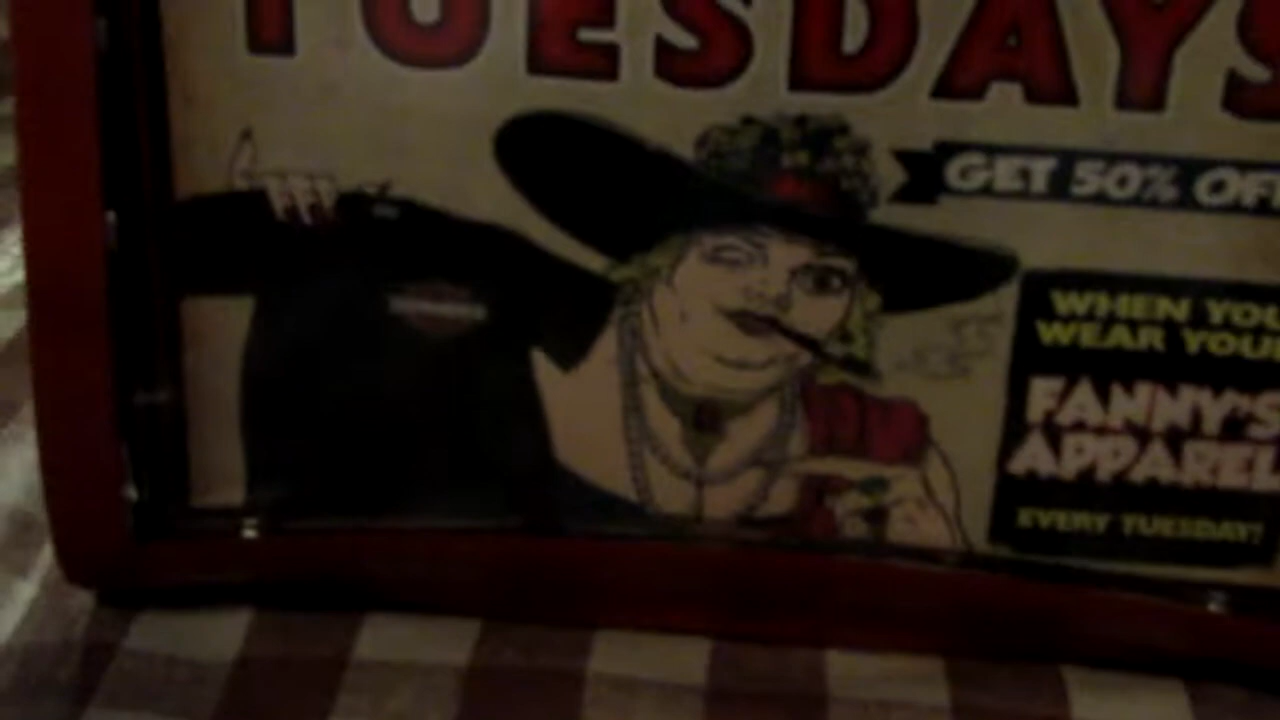 TUESDAYS
GET 50% OFF
WHEN YOU
WEAR YOUR
FANNY'S
APPAREL
EVERY TUESDAY!